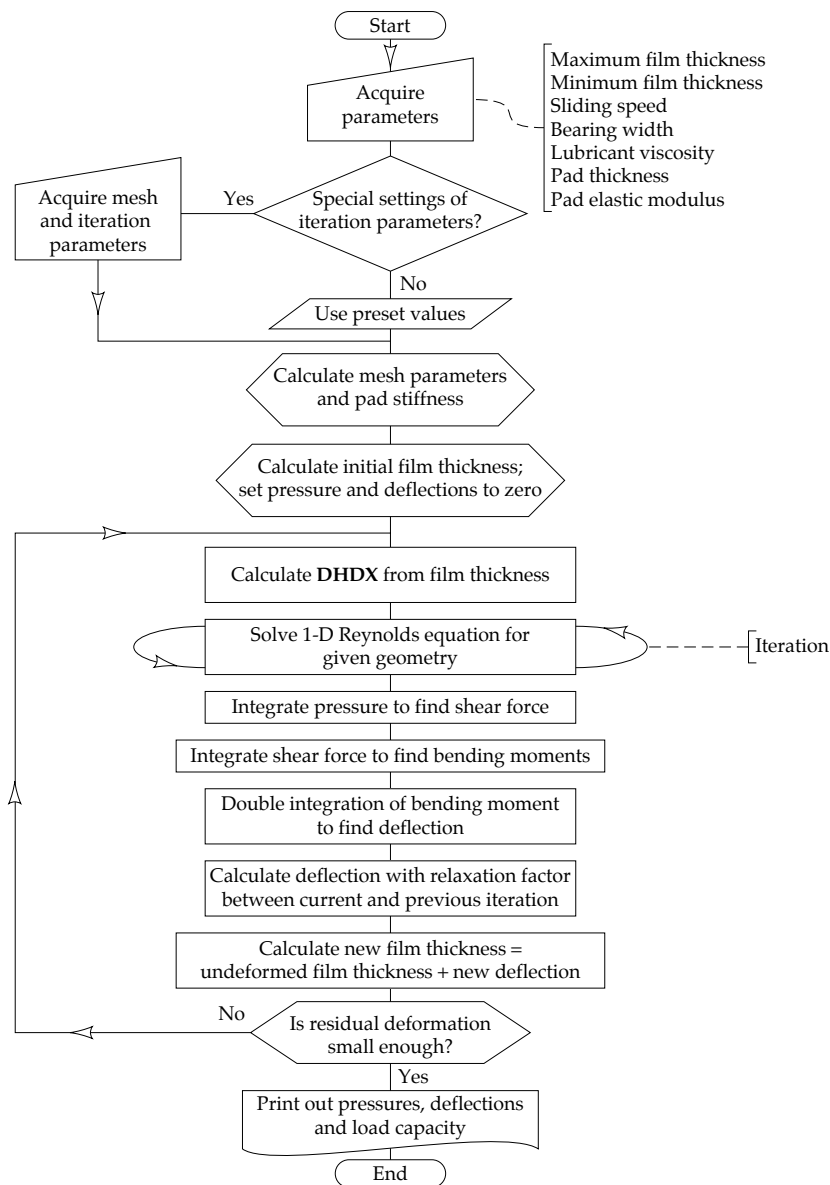 Start
Acquire
parameters
Maximum film thickness
Minimum film thickness
Sliding speed
Bearing width
Lubricant viscosity
Pad thickness
Pad elastic modulus
Special settings of
iteration parameters?
Yes
Acquire mesh
and iteration
parameters
No
Use preset values
Calculate mesh parameters
and pad stiffness
Calculate initial film thickness;
set pressure and deflections to zero
Calculate DHDX from film thickness
Solve 1-D Reynolds equation for
given geometry
Iteration
Integrate pressure to find shear force
Integrate shear force to find bending moments
Double integration of bending moment
to find deflection
Calculate deflection with relaxation factor
between current and previous iteration
Calculate new film thickness =
undeformed film thickness + new deflection
No
Is residual deformation
small enough?
Yes
Print out pressures, deflections
and load capacity
End